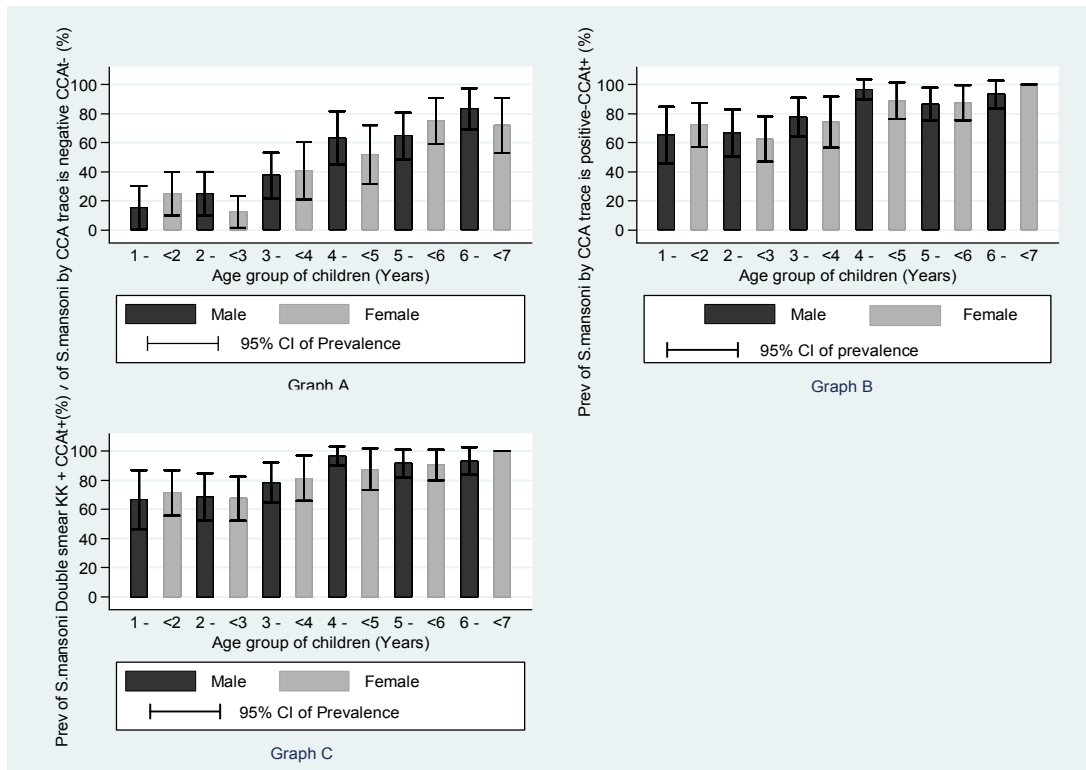 Prev of S.mansoni by CCA trace is negative CCAt- (%)
100
80
60
40
20
0
1 - <2 2 - <3 3 - <4 4 - <5 5 - <6 6 - <7
Age group of children (Years)
Male Female
95% CI of Prevalence
Graph A
Prev of S.mansoni by CCA trace is positive-CCAt+ (%)
100
80
60
40
20
0
1 - <2 2 - <3 3 - <4 4 - <5 5 - <6 6 - <7
Age group of children (Years)
Male Female
95% CI of prevalence
Graph B
Prev of S.mansoni Double smear KK + CCAt+(%)
100
80
60
40
20
0
1 - <2 2 - <3 3 - <4 4 - <5 5 - <6 6 - <7
Age group of children (Years)
Male Female
95% CI of Prevalence
Graph C